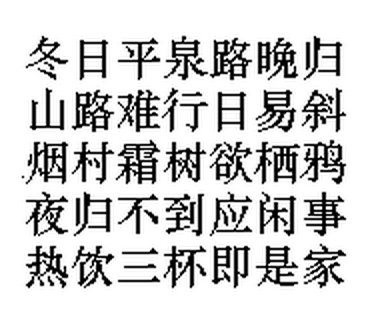 冬日平泉路晚归
山路难行日易斜
烟村霜树欲栖鸦
夜归不到应闲事
热饮三杯即是家